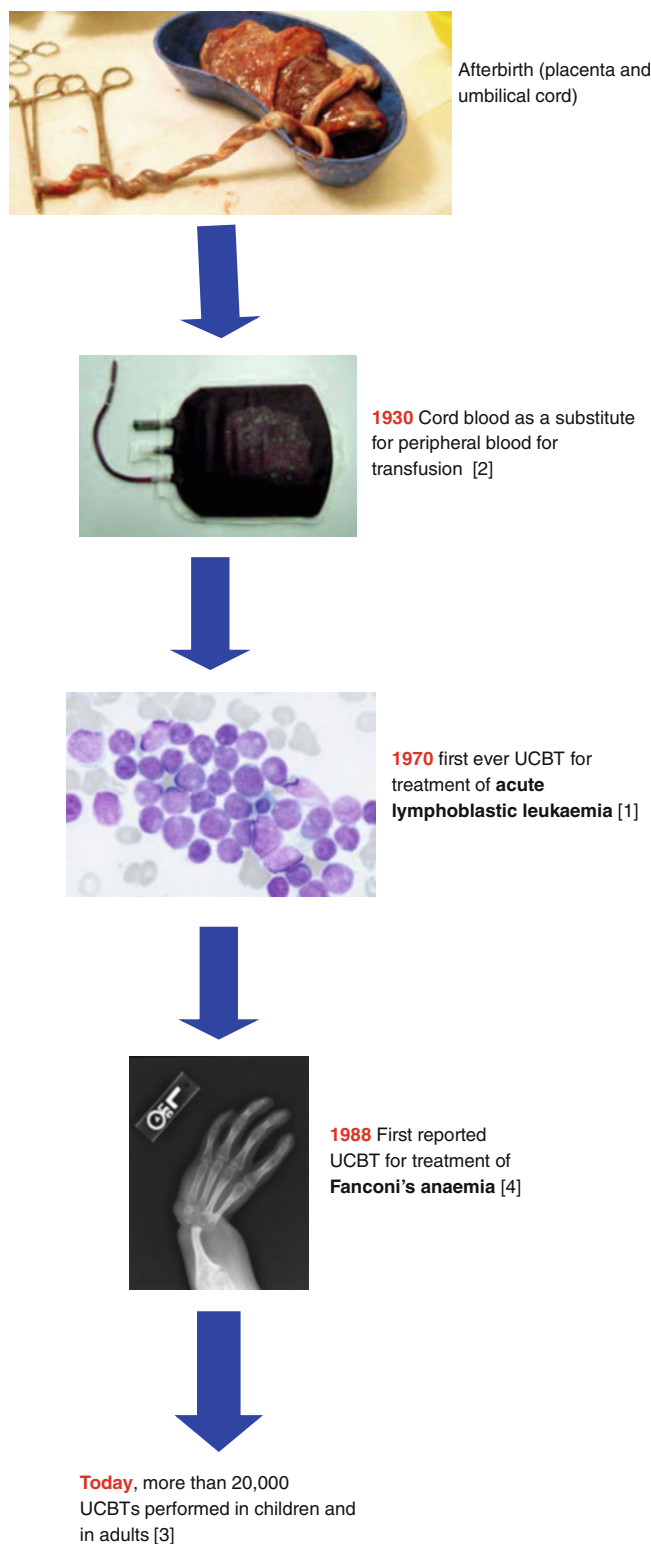 Afterbirth (placenta and
umbilical cord)
1930 Cord blood as a substitute
for peripheral blood for
transfusion [2]
1970 first ever UCBT for
treatment of acute
lymphoblastic leukaemia [1]
1988 First reported
UCBT for treatment of
Fanconi's anaemia [4]
Today, more than 20,000
UCBTs performed in children and
in adults [3]